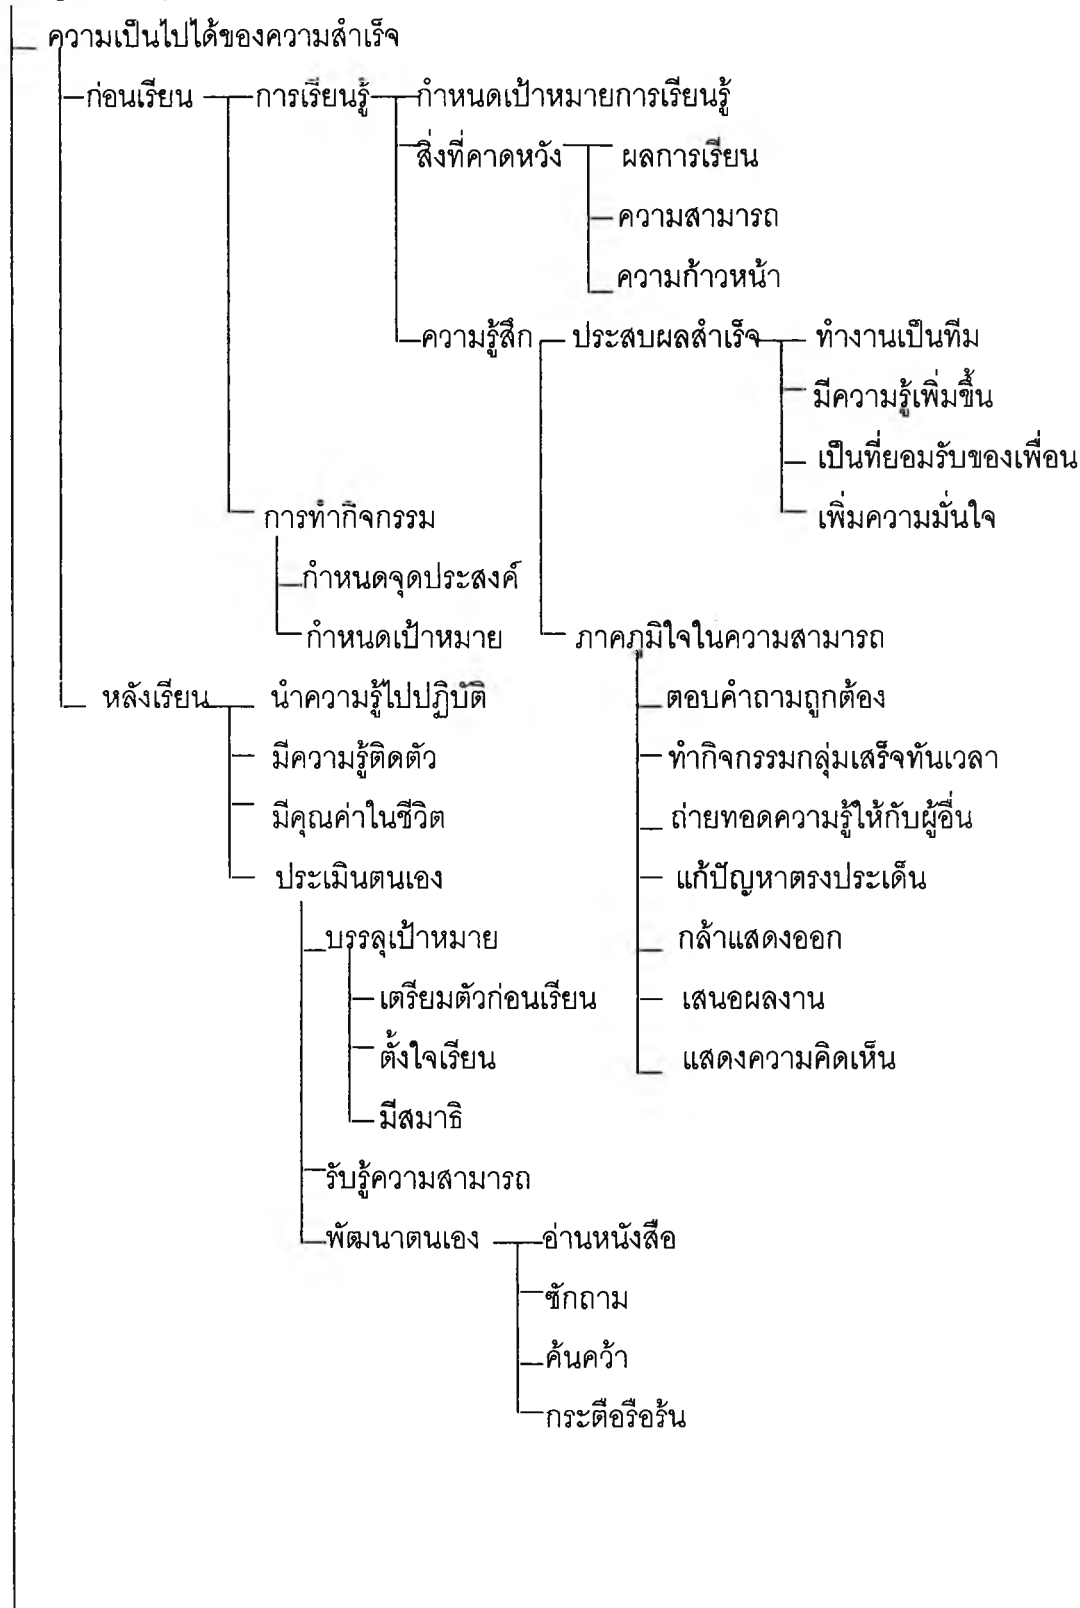 ความเป็นไปได้ของความสำเร็จ
ก่อนเรียน การเรียนรู้ กำหนดเป้าหมายการเรียนรู้
สิ่งที่คาดหวัง ผลการเรียน
ความสามารถ
ความก้าวหน้า
ความรู้สึก ประสบผลสำเร็จ ทำงานเป็นทีม
มีความรู้เพิ่มขึ้น
เป็นที่ยอมรับของเพื่อน
การทำกิจกรรม เพิ่มความมั่นใจ
กำหนดจุดประสงค์
กำหนดเป้าหมาย ภาคภูมิใจในความสามารถ
หลังเรียน นำความรู้ไปปฏิบัติ ตอบคำถามถูกต้อง
มีความรู้ติดตัว ทำกิจกรรมกลุ่มเสร็จทันเวลา
มีคุณค่าในชีวิต ถ่ายทอดความรู้ให้กับผู้อื่น
ประเมินตนเอง แก้ปัญหาตรงประเด็น
บรรลุเป้าหมาย กล้าแสดงออก
เตรียมตัวก่อนเรียน เสนอผลงาน
ตั้งใจเรียน แสดงความคิดเห็น
มีสมาธิ
รับรู้ความสามารถ
พัฒนาตนเอง อ่านหนังสือ
ซักถาม
ค้นคว้า
กระตือรือร้น